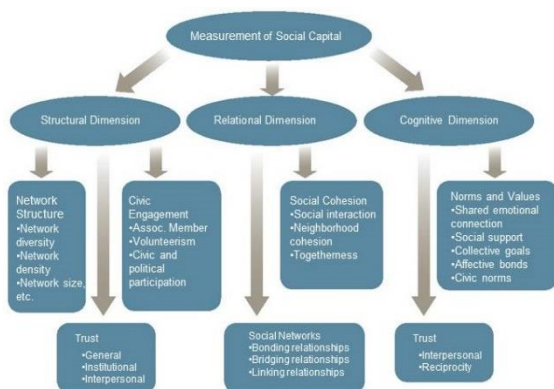 Measurement of Social
Capital
Structural Dimension
Relational Dimension
Cognitive Dimension
Network
Structure
•Network
diversity
•Network
density
•Network size,
etc.
Civic
Engagement
•Assoc. Member
•Volunteerism
•Civic and
political
participation
Social Cohesion
•Social interaction
•Neighborhood
cohesion
•Togetherness
Norms and Values
•Shared emotional
connection
•Social support
•Collective goals
•Affective bonds
•Civic norms
Trust
•General
•Institutional
•Interpersonal
Social Networks
•Bonding relationships
•Bridging relationships
•Linking relationships
Trust
•Interpersonal
•Reciprocity